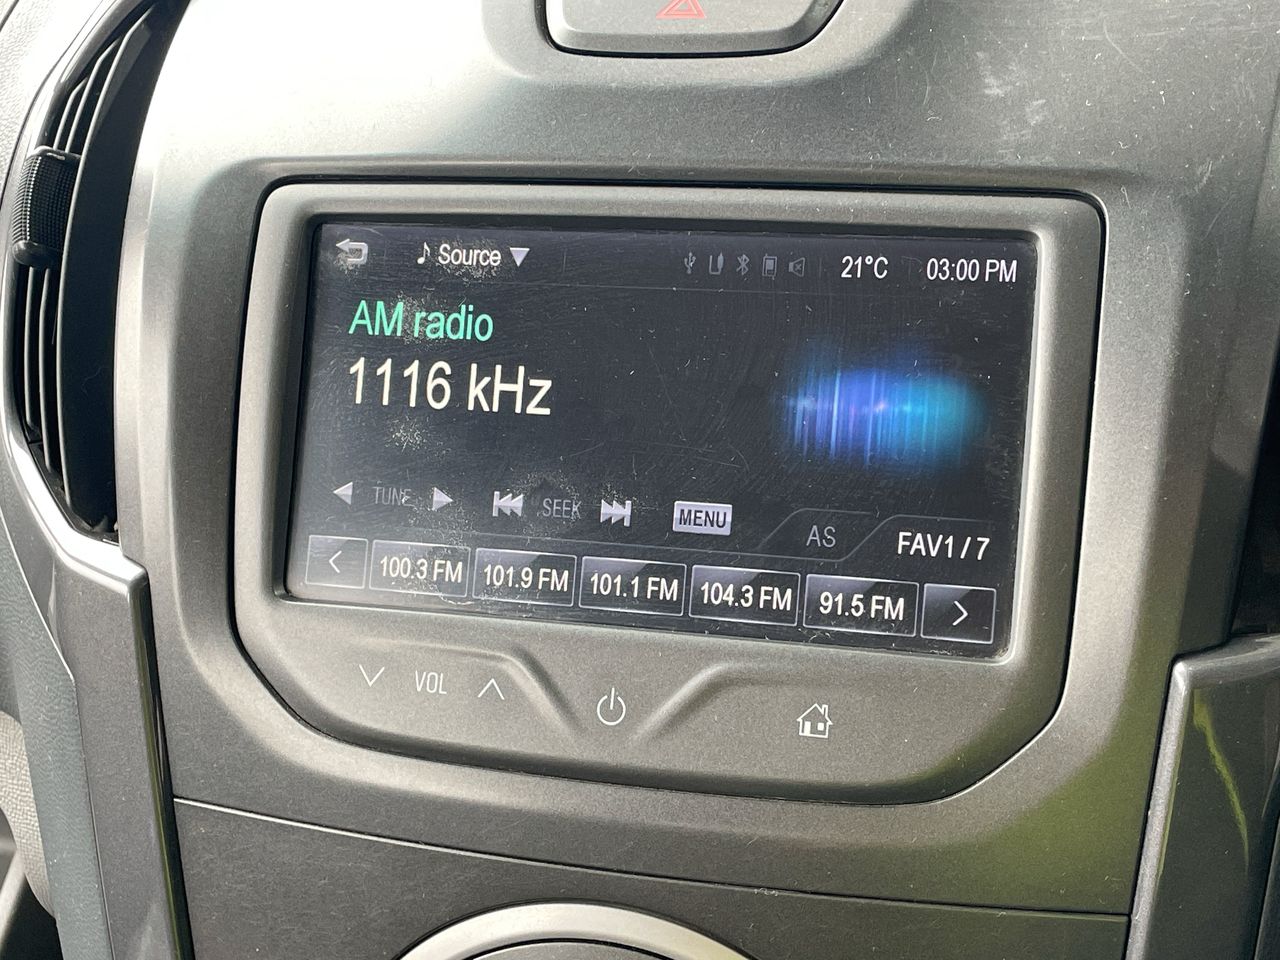 Source
21°C
03:00 PM
AM radio
1116 kHz
TUNE
SEEK
MENU
AS
FAV1/7
100.3 FM
101.9 FM
101.1 FM
104.3 FM
91.5 FM
VOL